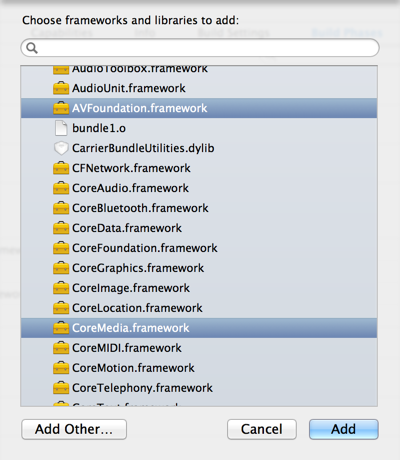 Choose frameworks and libraries to add:
AudioToolbox.framework
AudioUnit.framework
AVFoundation.framework
bundle1.o
CarrierBundleUtilities.dylib
CFNetwork.framework
CoreAudio.framework
CoreBluetooth.framework
CoreData.framework
CoreFoundation.framework
CoreGraphics.framework
CoreImage.framework
CoreLocation.framework
CoreMedia.framework
CoreMIDI.framework
CoreMotion.framework
CoreTelephony.framework
CoreText.framework
Add Other...
Cancel
Add